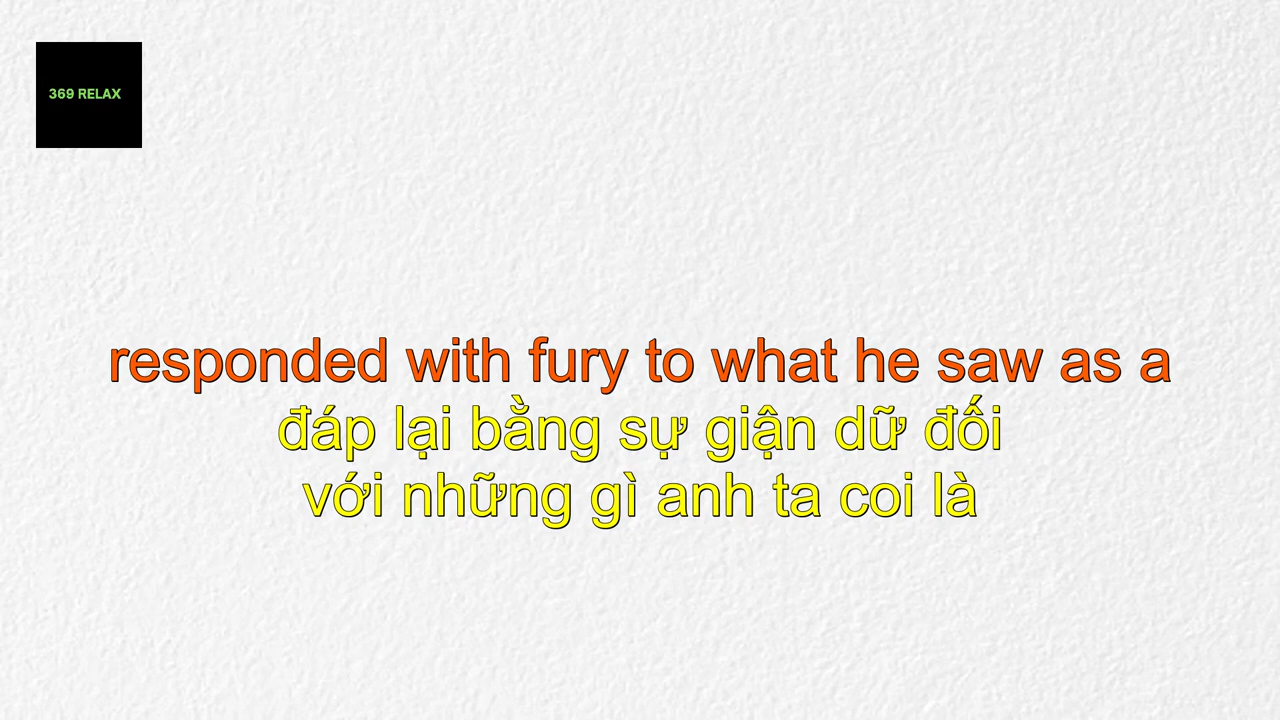 369 RELAX
responded with fury to what he saw as a
đáp lại bằng sự giận dữ đối
với những gì anh ta coi là